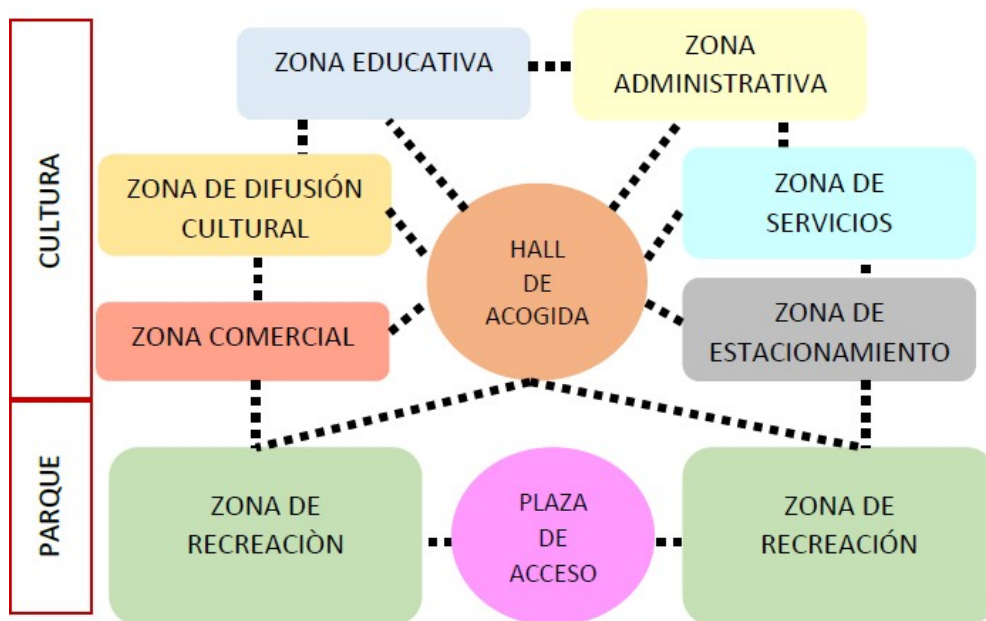 CULTURA
ZONA EDUCATIVA
ZONA
ADMINISTRATIVA
ZONA DE DIFUSIÓN
CULTURAL
HALL
DE
ACOGIDA
ZONA DE
SERVICIOS
ZONA COMERCIAL
ZONA DE
ESTACIONAMIENTO
PARQUE
ZONA DE
RECREACIÒN
PLAZA
DE
ACCESO
ZONA DE
RECREACIÓN